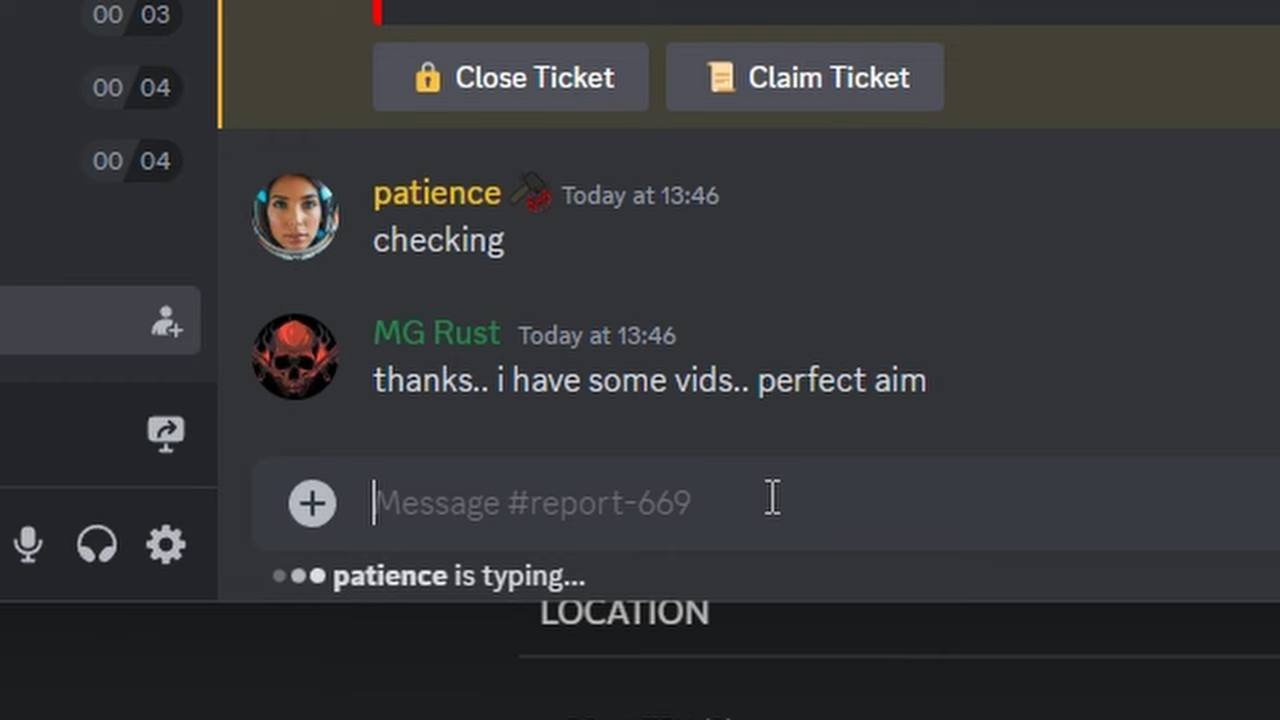 00 03
00 04
00 04
Close Ticket
Claim Ticket
patience Today at 13:46
checking
MG Rust Today at 13:46
thanks.. i have some vids.. perfect aim
Message #report-669
patience is typing...
LOCATION